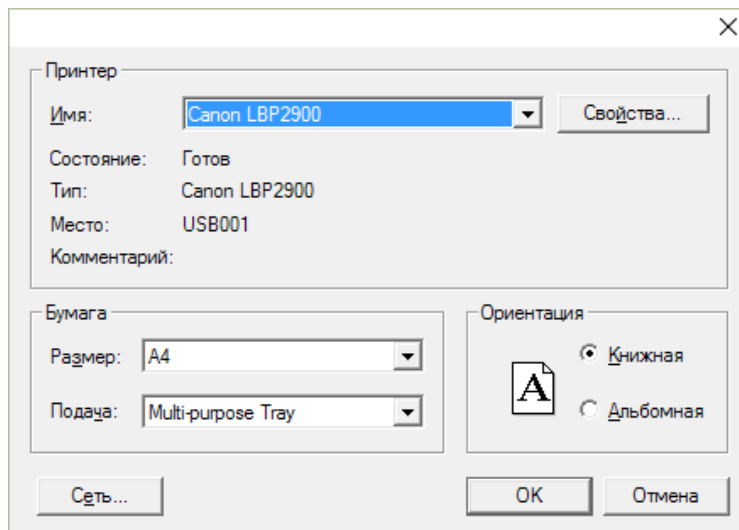 Принтер
Имя: Canon LBP2900 Свойства...
Состояние: Готов
Тип: Canon LBP2900
Место: USB001
Комментарий:
Бумага
Размер: A4
Подача: Multi-purpose Tray
Ориентация
A
Книжная
Альбомная
Сеть... OK Отмена